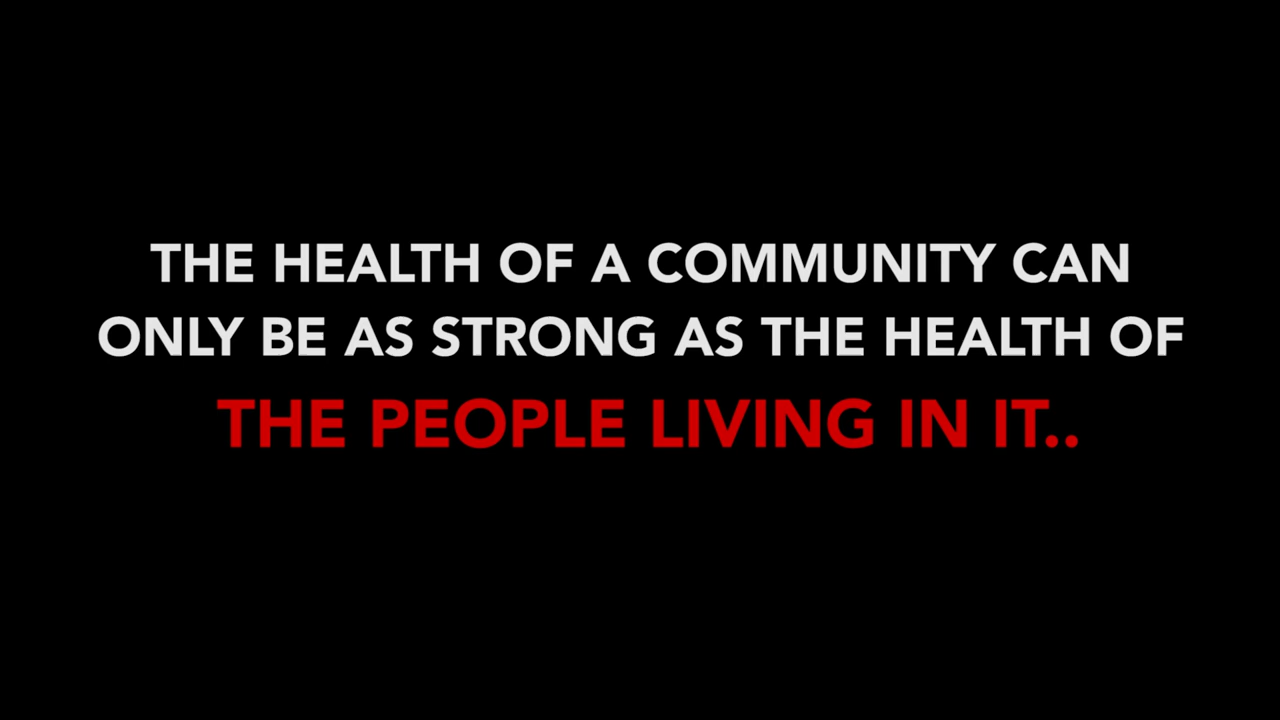 THE HEALTH OF A COMMUNITY CAN
ONLY BE AS STRONG AS THE HEALTH OF
THE PEOPLE LIVING IN IT..